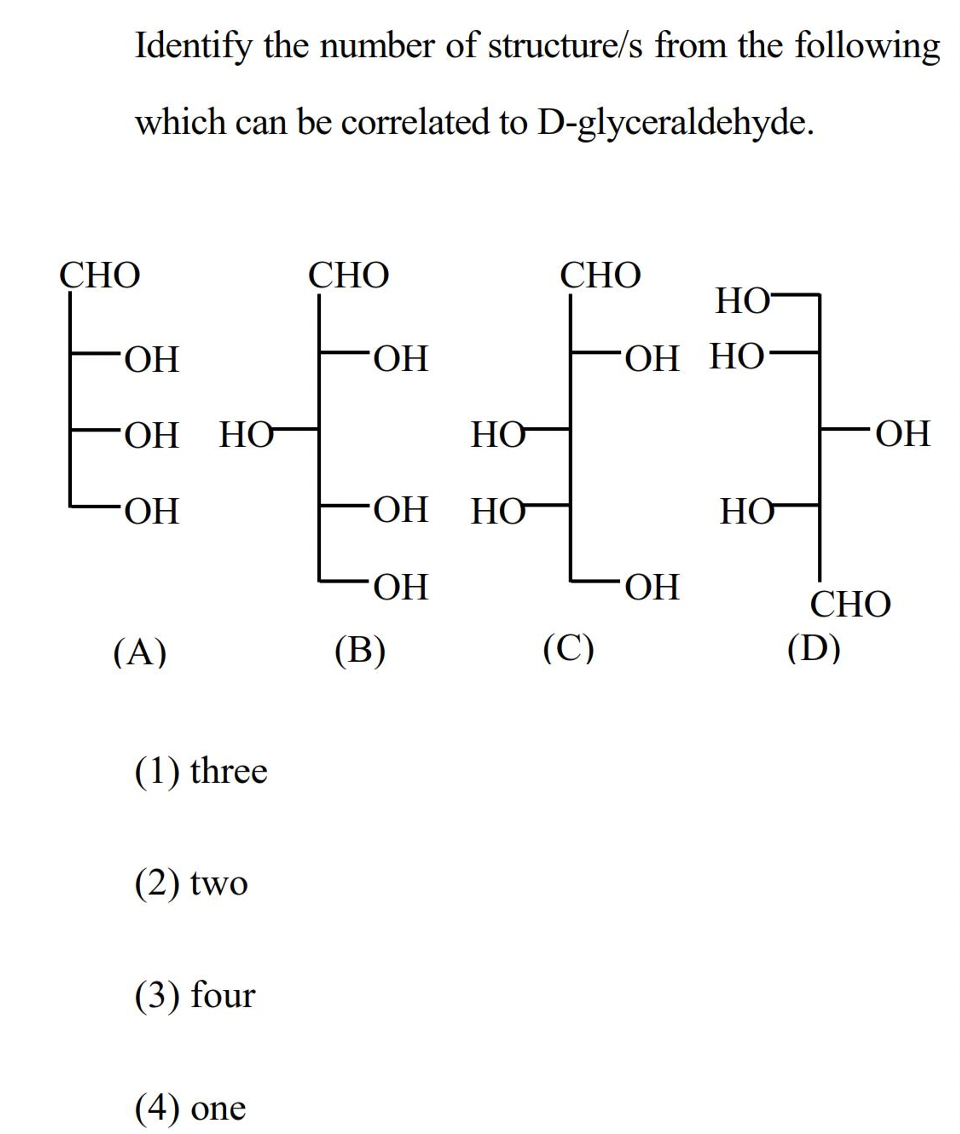 Identify the number of structure/s from the following
which can be correlated to D-glyceraldehyde.
CHO CHO CHO
HO
OH OH OH HO
OH HO HO OH
OH OH HO HO
OH OH
CHO
(A) (B) (C) (D)
(1) three
(2) two
(3) four
(4) one